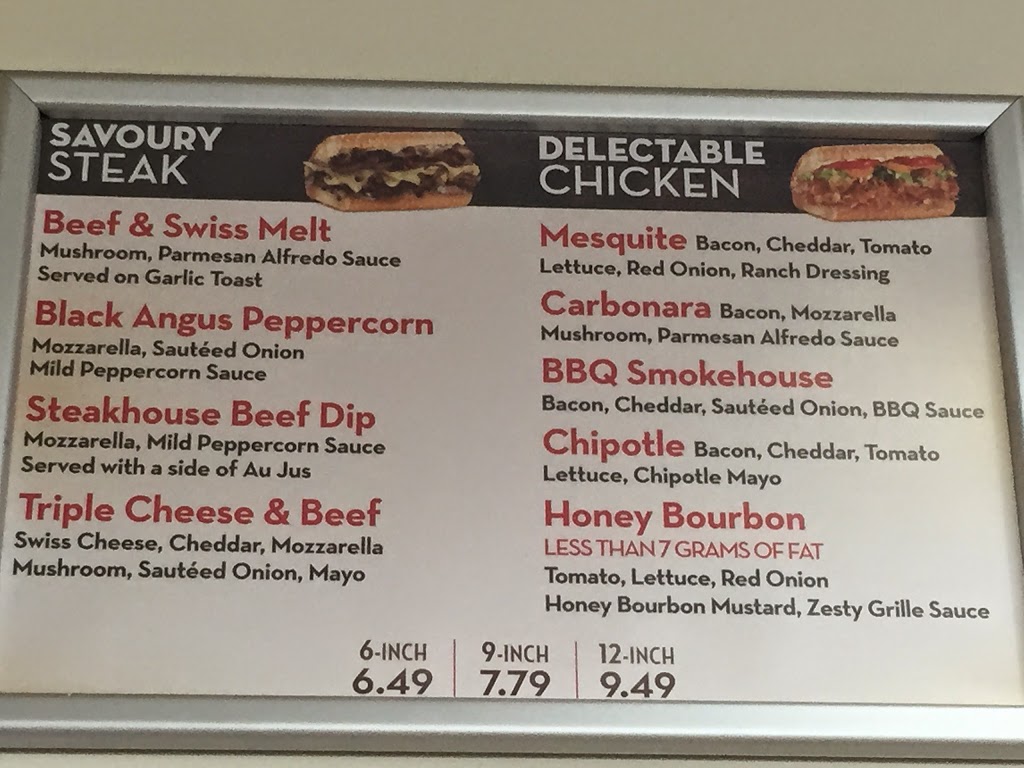 SAVOURY
STEAK
Beef & Swiss Melt
Mushroom, Parmesan Alfredo Sauce
Served on Garlic Toast
Black Angus Peppercorn
Mozzarella, Sautéed Onion
Mild Peppercorn Sauce
Steakhouse Beef Dip
Mozzarella, Mild Peppercorn Sauce
Served with a side of Au Jus
Triple Cheese & Beef
Swiss Cheese, Cheddar, Mozzarella
Mushroom, Sautéed Onion, Mayo
DELECTABLE
CHICKEN
Mesquite Bacon, Cheddar, Tomato
Lettuce, Red Onion, Ranch Dressing
Carbonara Bacon, Mozzarella
Mushroom, Parmesan Alfredo Sauce
BBQ Smokehouse
Bacon, Cheddar, Sautéed Onion, BBQ Sauce
Chipotle Bacon, Cheddar, Tomato
Lettuce, Chipotle Mayo
Honey Bourbon
LESS THAN 7 GRAMS OF FAT
Tomato, Lettuce, Red Onion
Honey Bourbon Mustard, Zesty Grille Sauce
6-INCH 9-INCH 12-INCH
6.49 7.79 9.49